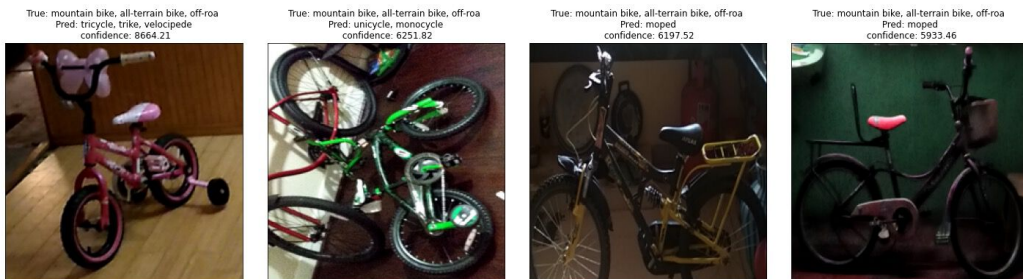 True: mountain bike, all-terrain bike, off-roa
Pred: tricycle, trike, velocipede
confidence: 8664.21
True: mountain bike, all-terrain bike, off-roa
Pred: unicycle, monocycle
confidence: 6251.82
True: mountain bike, all-terrain bike, off-roa
Pred: moped
confidence: 6197.52
True: mountain bike, all-terrain bike, off-roa
Pred: moped
confidence: 5933.46